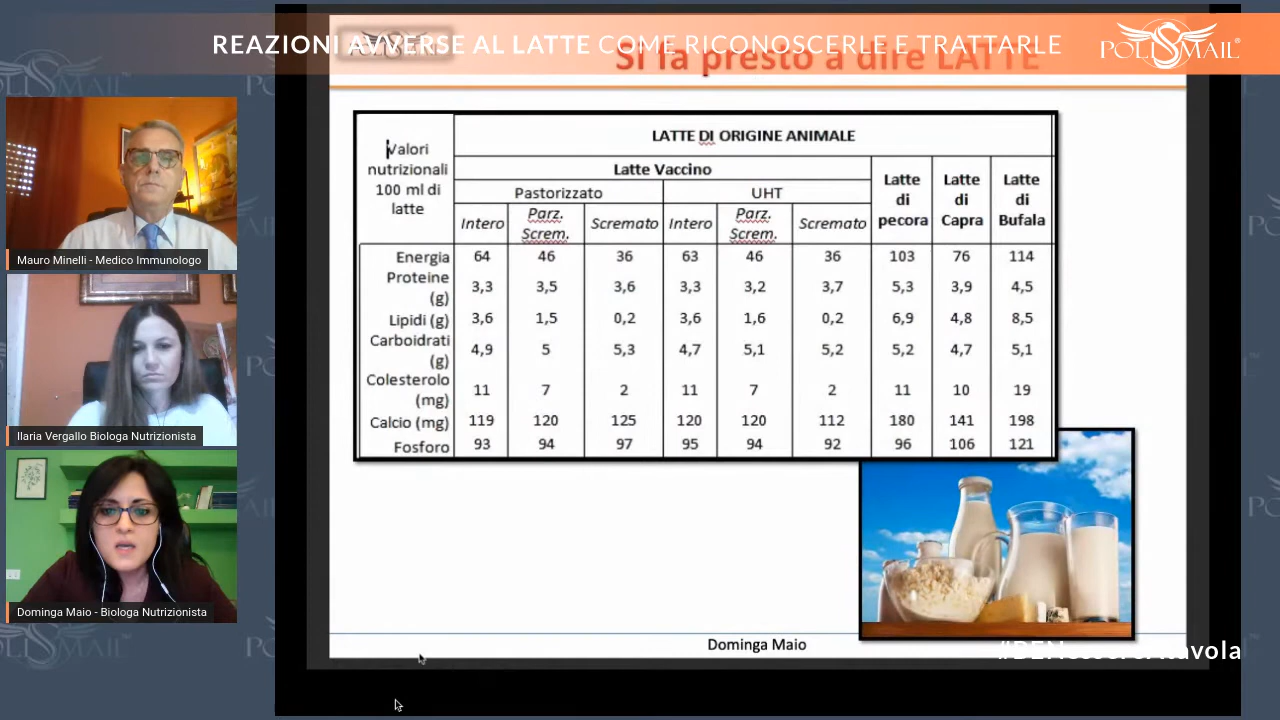 REAZIONI AVVERSE AL LATTE COME RICONOSCERLE E TRATTARLE
POLISMAIL
Si fa presto a dire LATTE
Valori nutrizionali 100 ml di latte
LATTE DI ORIGINE ANIMALE
Latte Vaccino
Latte di pecora
Latte di Capra
Latte di Bufala
Pastorizzato
UHT
Intero Parz. Screm. Scremato Intero Parz. Screm. Scremato
Energia 64 46 36 63 46 36 103 76 114
Proteine (g) 3,3 3,5 3,6 3,3 3,2 3,7 5,3 3,9 4,5
Lipidi (g) 3,6 1,5 0,2 3,6 1,6 0,2 6,9 4,8 8,5
Carboidrati (g) 4,9 5 5,3 4,7 5,1 5,2 5,2 4,7 5,1
Colesterolo (mg) 11 7 2 11 7 2 11 10 19
Calcio (mg) 119 120 125 120 120 112 180 141 198
Fosforo 93 94 97 95 94 92 96 106 121
Mauro Minelli - Medico Immunologo
Ilaria Vergallo Biologa Nutrizionista
Dominga Maio - Biologa Nutrizionista
Dominga Maio